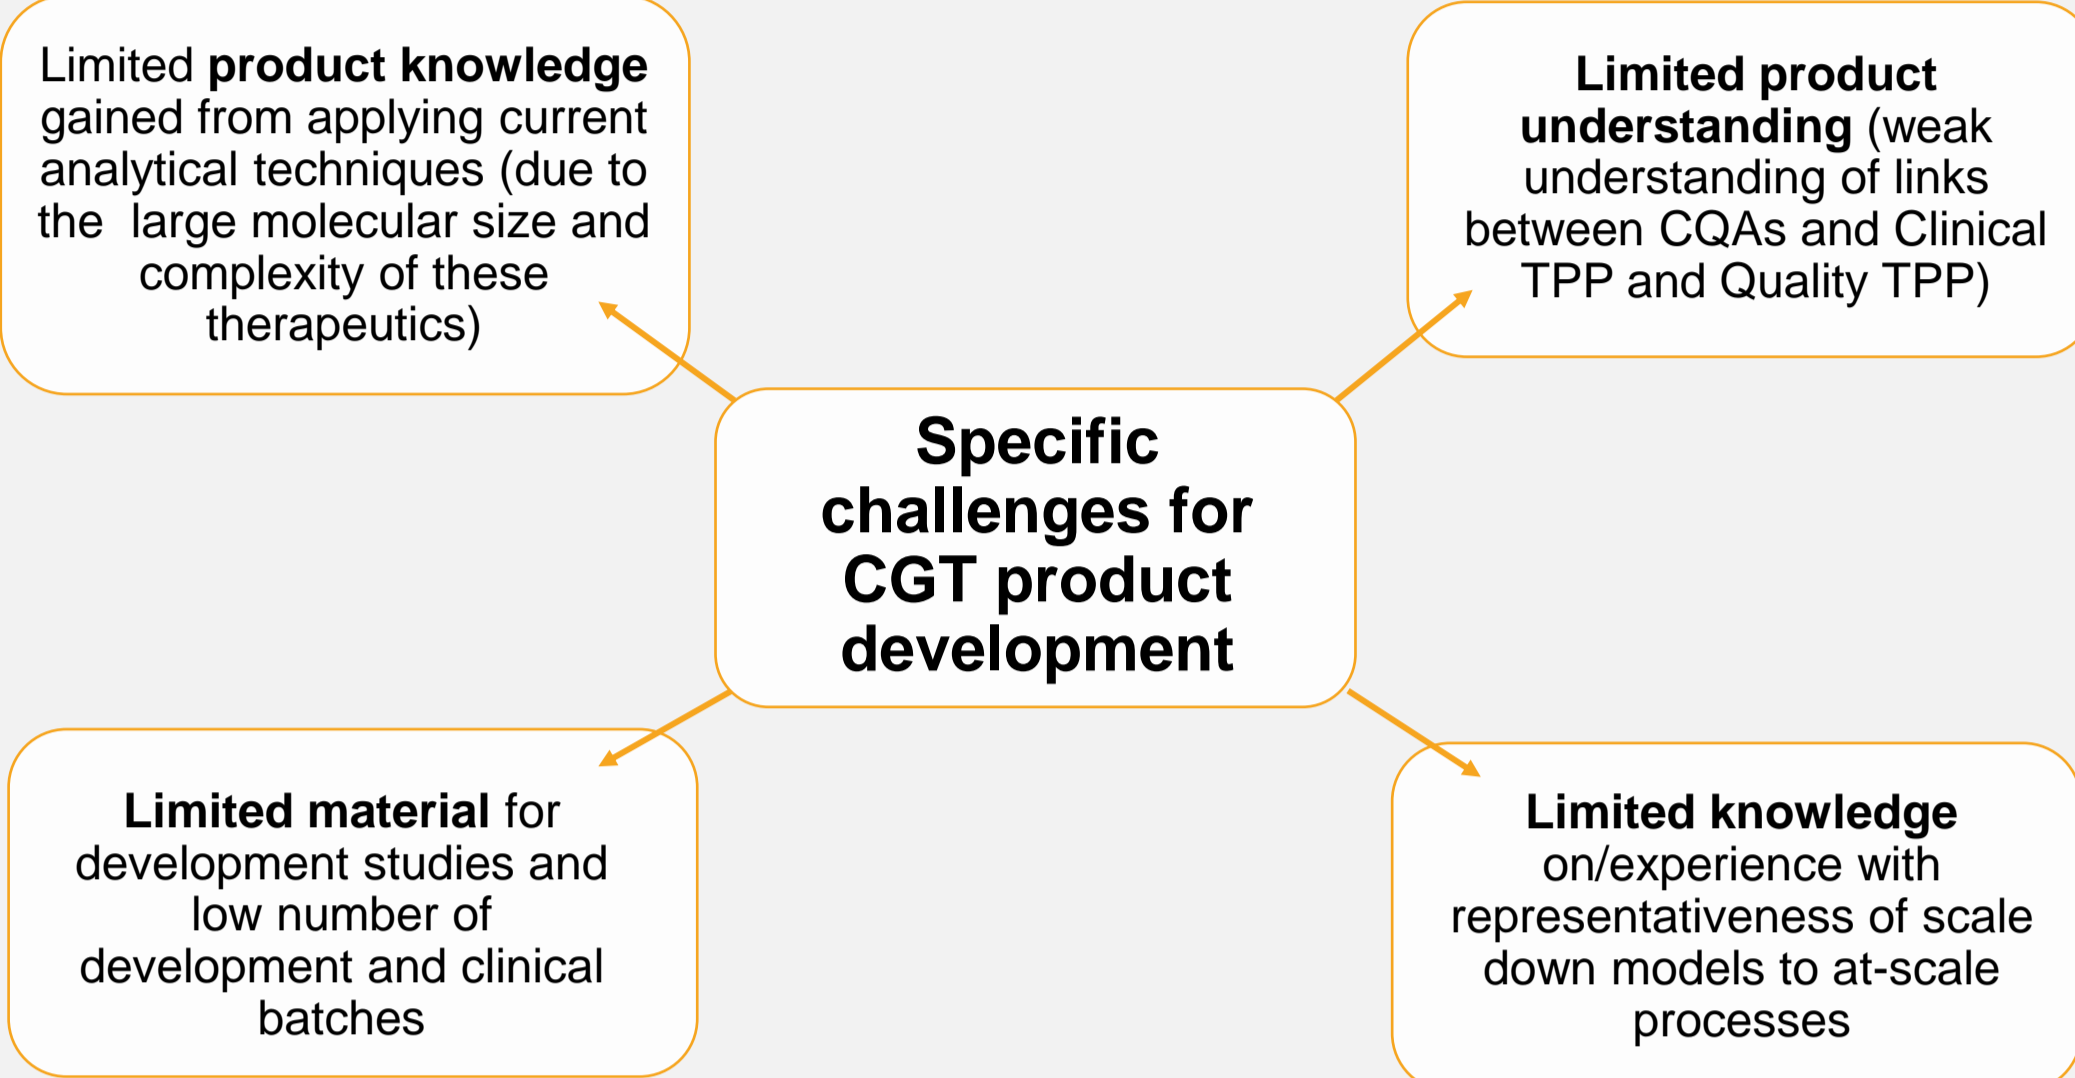 Limited product knowledge
gained from applying current
analytical techniques (due to
the  large molecular size and
complexity of these
therapeutics)
Limited product
understanding (weak
understanding of links
between CQAs and Clinical
TPP and Quality TPP)
Specific
challenges for
CGT product
development
Limited material for
development studies and
low number of
development and clinical
batches
Limited knowledge
on/experience with
representativeness of scale
down models to at-scale
processes